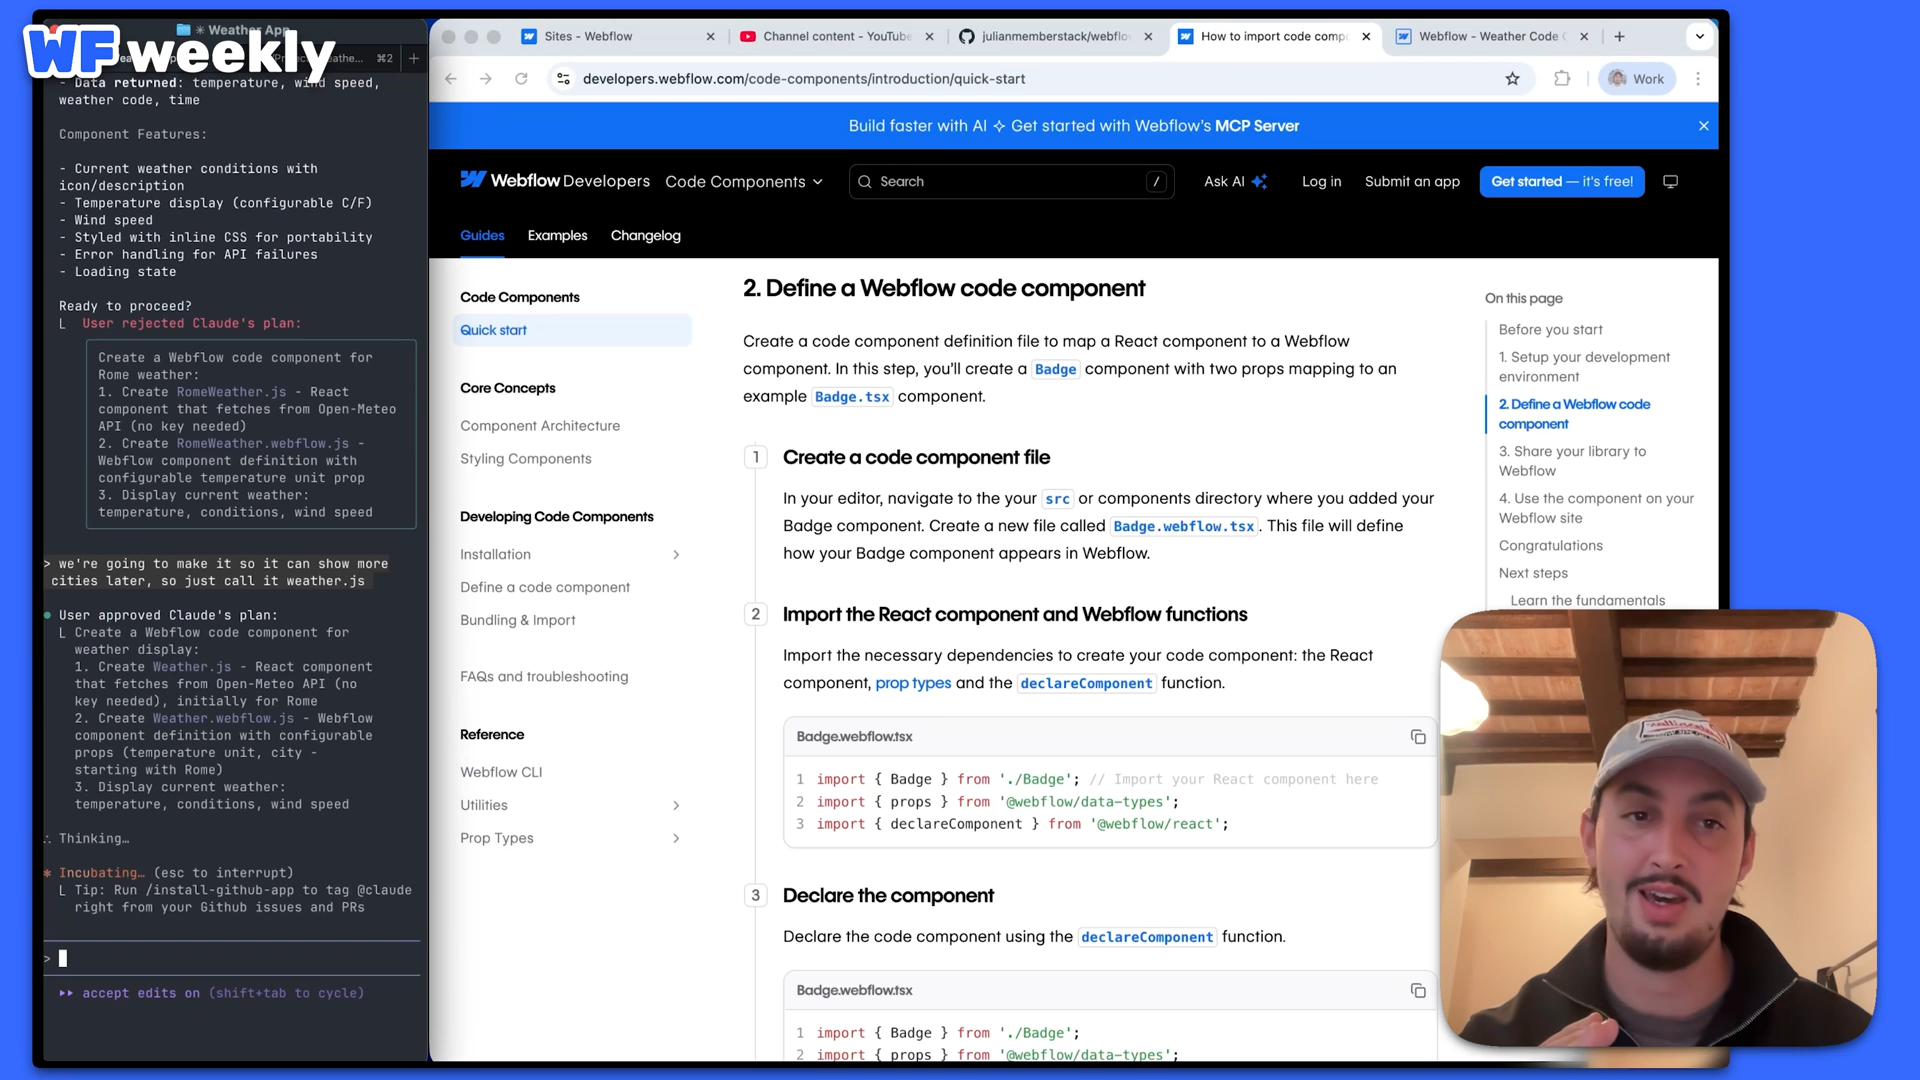 WF weekly
Weather App
⌘2
- Data returned: temperature, wind speed,
weather code, time
Component Features:
- Current weather conditions with
icon/description
- Temperature display (configurable C/F)
- Wind speed
- Styled with inline CSS for portability
- Error handling for API failures
- Loading state
Ready to proceed?
User rejected Claude's plan:
Create a Webflow code component for
Rome weather:
1. Create RomeWeather.js - React
component that fetches from Open-Meteo
API (no key needed)
2. Create RomeWeather.webflow.js -
Webflow component definition with
configurable temperature unit prop
3. Display current weather:
temperature, conditions, wind speed
> we're going to make it so it can show more
cities later, so just call it weather.js
User approved Claude's plan:
Create a Webflow code component for
weather display:
1. Create Weather.js - React component
that fetches from Open-Meteo API (no
key needed), initially for Rome
2. Create Weather.webflow.js - Webflow
component definition with configurable
props (temperature unit, city -
starting with Rome)
3. Display current weather:
temperature, conditions, wind speed
Thinking…
Incubating… (esc to interrupt)
Tip: Run /install-github-app to tag @claude
right from your Github issues and PRs
>
accept edits on (shift+tab to cycle)
Sites - Webflow
Channel content - YouTube
julianmemberstack/webflo
How to import code comp
Webflow - Weather Code
developers.webflow.com/code-components/introduction/quick-start
Work
Build faster with AI Get started with Webflow's MCP Server
Webflow Developers
Code Components
Search
/
Ask AI
Log in
Submit an app
Get started — it's free!
Guides
Examples
Changelog
Code Components
Quick start
Core Concepts
Component Architecture
Styling Components
Developing Code Components
Installation
Define a code component
Bundling & Import
FAQs and troubleshooting
Reference
Webflow CLI
Utilities
Prop Types
2. Define a Webflow code component
Create a code component definition file to map a React component to a Webflow
component. In this step, you'll create a Badge component with two props mapping to an
example Badge.tsx component.
1
Create a code component file
In your editor, navigate to the your src or components directory where you added your
Badge component. Create a new file called Badge.webflow.tsx. This file will define
how your Badge component appears in Webflow.
2
Import the React component and Webflow functions
Import the necessary dependencies to create your code component: the React
component, prop types and the declareComponent function.
Badge.webflow.tsx
1 import { Badge } from './Badge'; // Import your React component here
2 import { props } from '@webflow/data-types';
3 import { declareComponent } from '@webflow/react';
3
Declare the component
Declare the code component using the declareComponent function.
Badge.webflow.tsx
1 import { Badge } from './Badge';
2 import { props } from '@webflow/data-types';
On this page
Before you start
1. Setup your development
environment
2. Define a Webflow code
component
3. Share your library to
Webflow
4. Use the component on your
Webflow site
Congratulations
Next steps
Learn the fundamentals